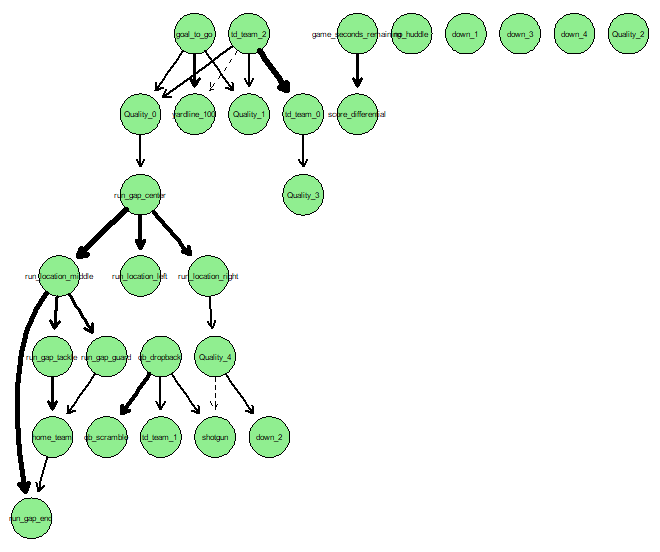 goal_to_go
td_team_2
game_seconds_remaining
no_huddle
down_1
down_3
down_4
Quality_2
Quality_0
yardline_100
Quality_1
td_team_0
score_differential
run_gap_center
Quality_3
run_location_middle
run_location_left
run_location_right
run_gap_tackle
run_gap_guard
qb_dropback
Quality_4
home_team
qb_scramble
td_team_1
shotgun
down_2
run_gap_end